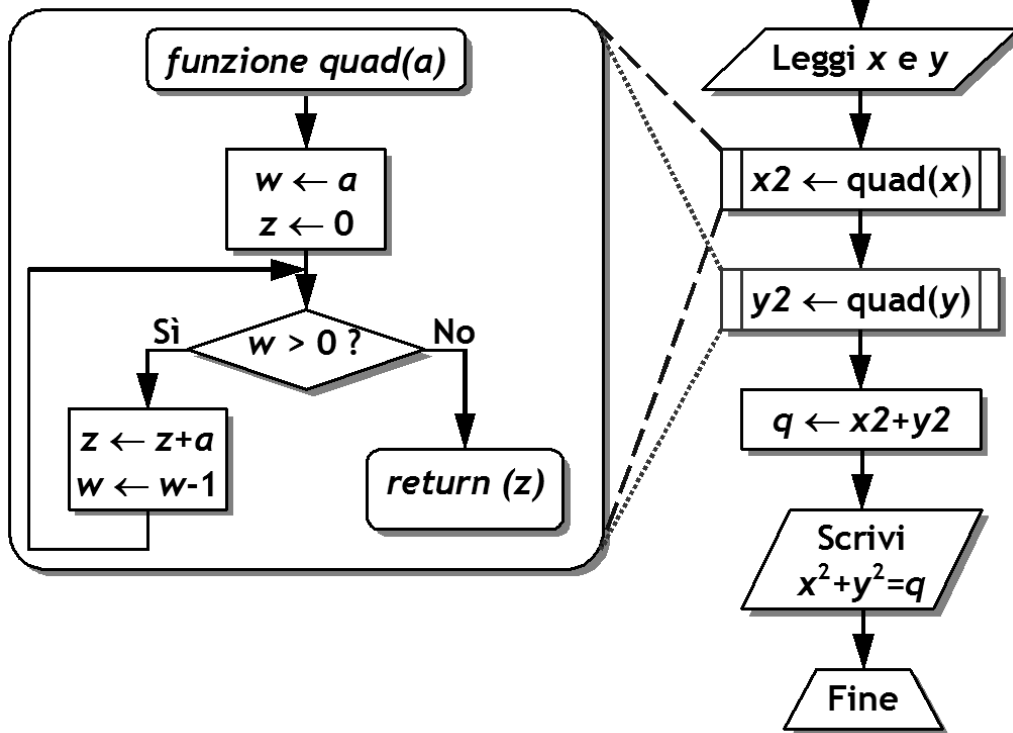 funzione quad(a)
w ← a
z ← 0
w > 0 ?
Sì
No
z ← z+a
w ← w-1
return (z)
Leggi x e y
x2 ← quad(x)
y2 ← quad(y)
q ← x2+y2
Scrivi
x²+y²=q
Fine